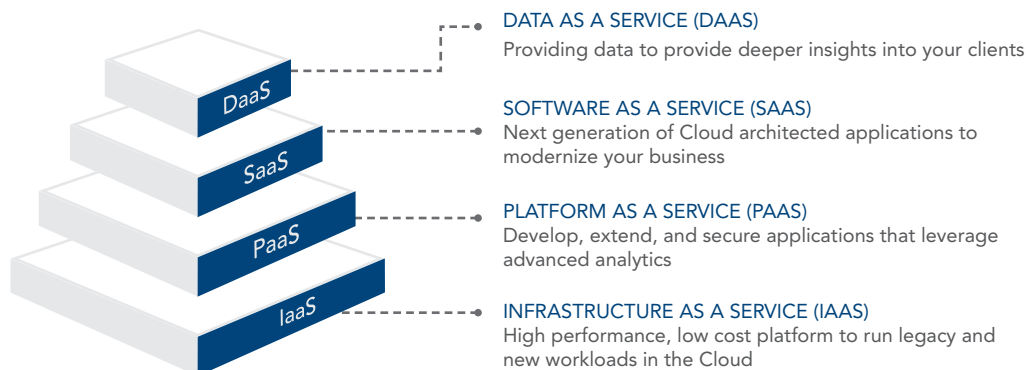 DaaS
DATA AS A SERVICE (DAAS)
Providing data to provide deeper insights into your clients
SaaS
SOFTWARE AS A SERVICE (SAAS)
Next generation of Cloud architected applications to
modernize your business
PaaS
PLATFORM AS A SERVICE (PAAS)
Develop, extend, and secure applications that leverage
advanced analytics
IaaS
INFRASTRUCTURE AS A SERVICE (IAAS)
High performance, low cost platform to run legacy and
new workloads in the Cloud